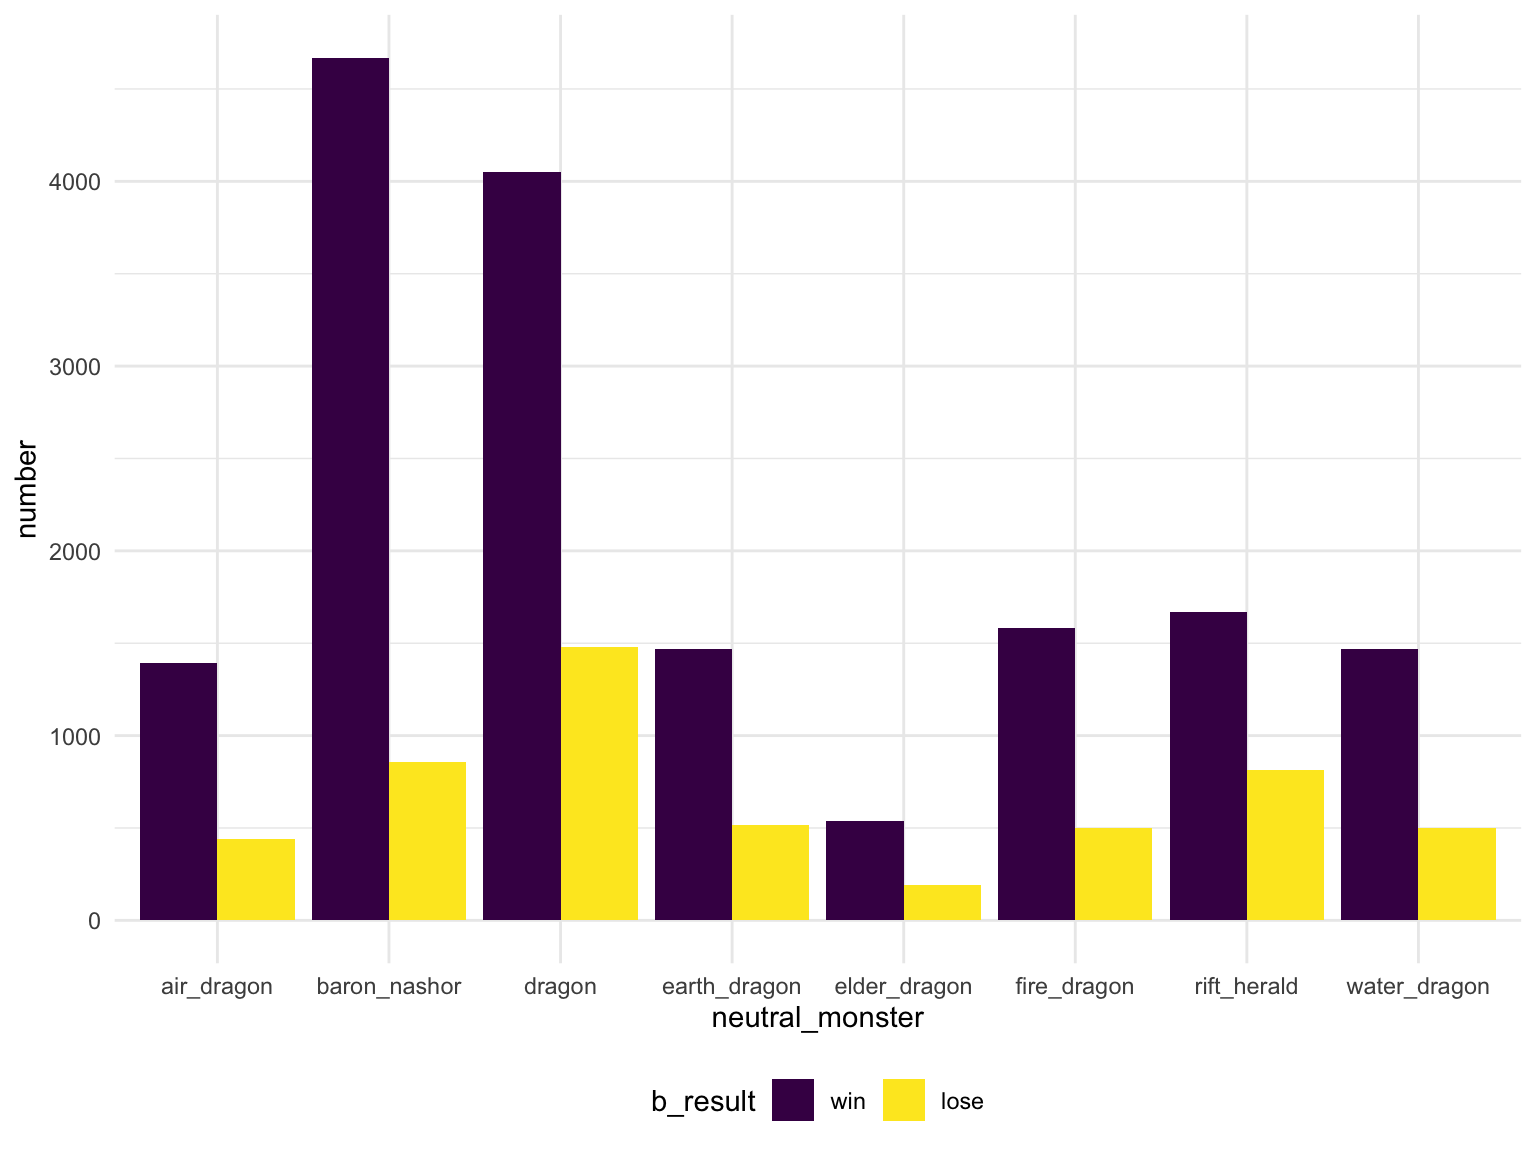 number
4000
3000
2000
1000
0
air_dragon baron_nashor dragon earth_dragon elder_dragon fire_dragon rift_herald water_dragon
neutral_monster
b_result win lose